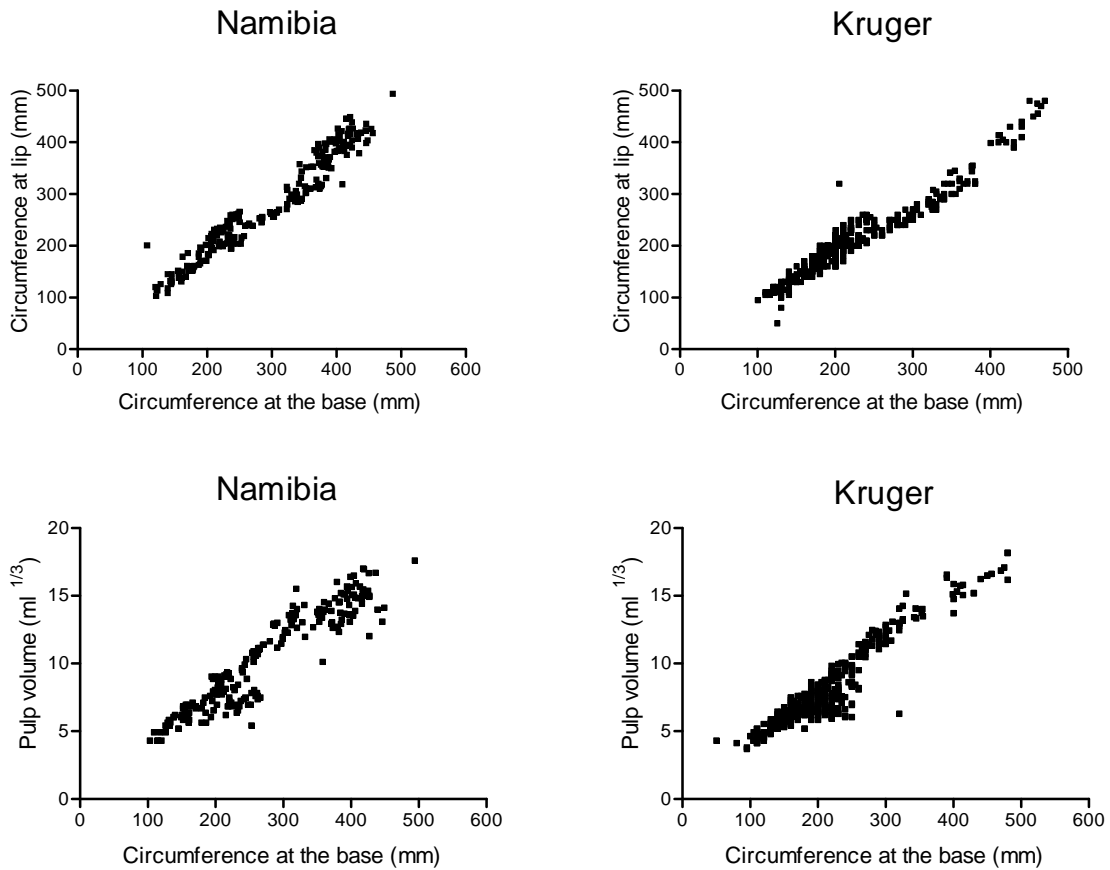 Namibia
500
400
300
200
100
0
Circumference at lip (mm)
0 100 200 300 400 500 600
Circumference at the base (mm)
Kruger
500
400
300
200
100
0
Circumference at lip (mm)
0 100 200 300 400 500
Circumference at the base (mm)
Namibia
20
15
10
5
0
Pulp volume (ml 1/3)
0 100 200 300 400 500 600
Circumference at the base (mm)
Kruger
20
15
10
5
0
Pulp volume (ml 1/3)
0 100 200 300 400 500 600
Circumference at the base (mm)